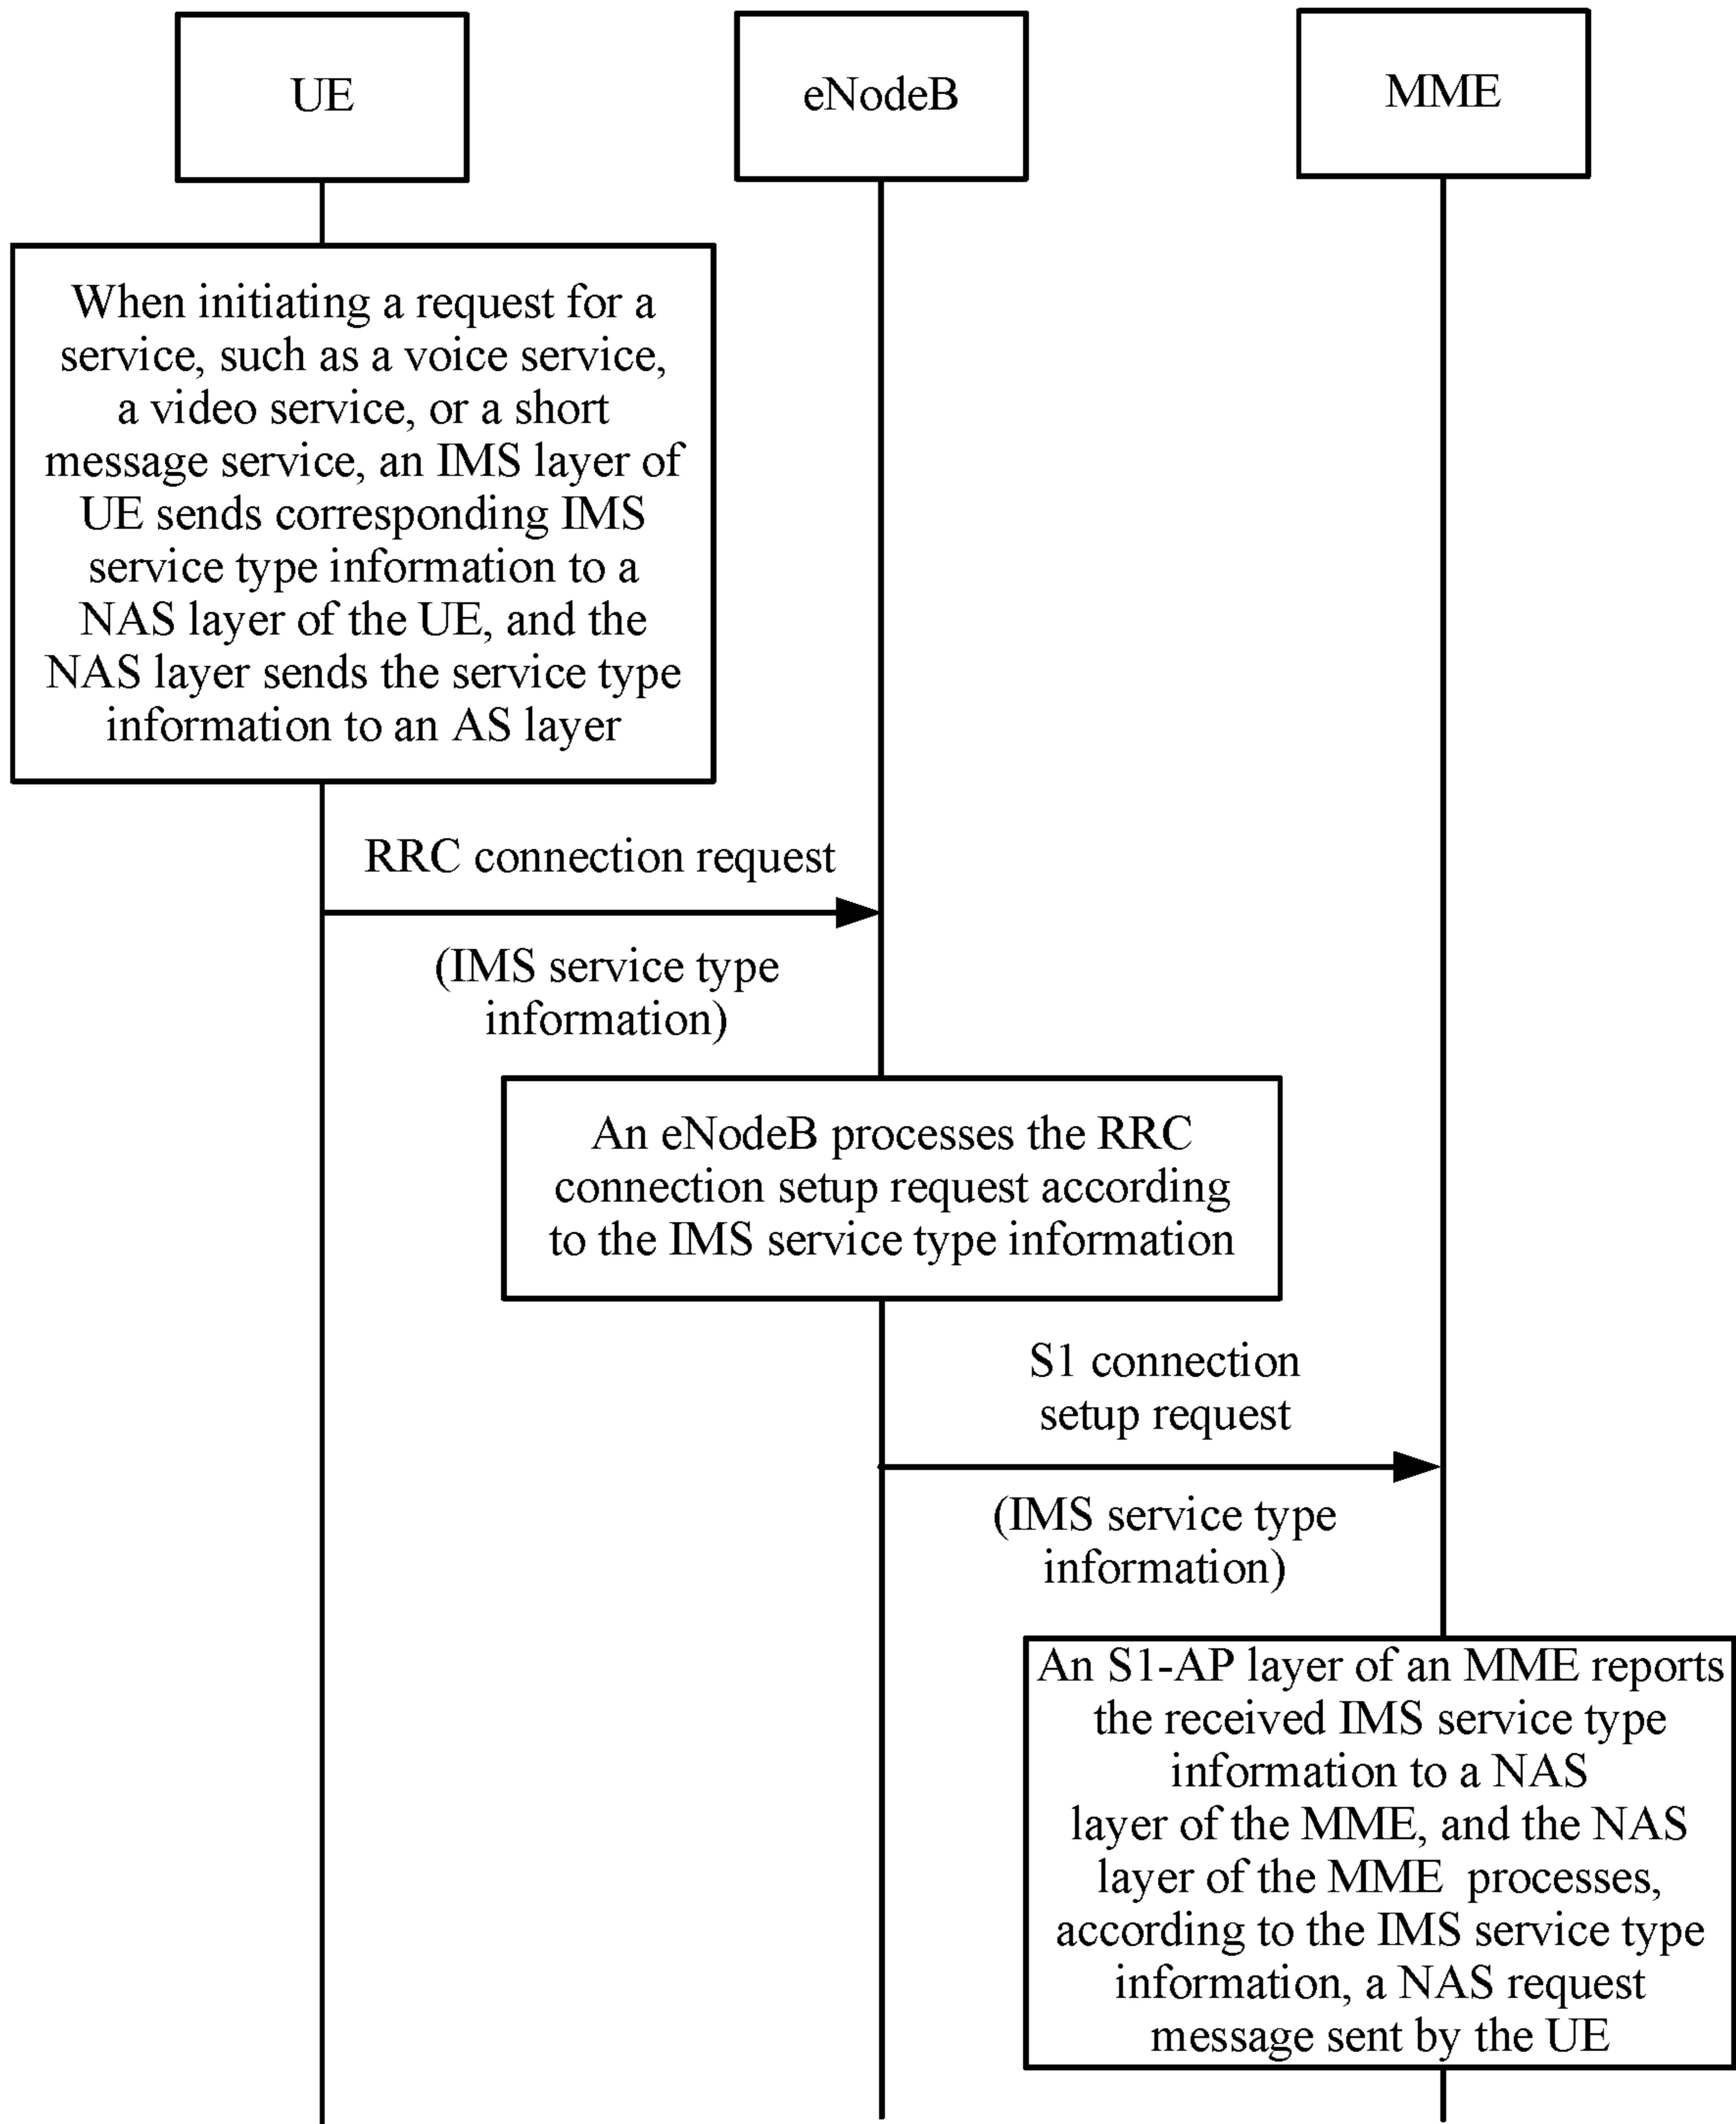 UE
eNodeB
MME
When initiating a request for a
service, such as a voice service,
a video service, or a short
message service, an IMS layer of
UE sends corresponding IMS
service type information to a
NAS layer of the UE, and the
NAS layer sends the service type
information to an AS layer
RRC connection request
(IMS service type
information)
An eNodeB processes the RRC
connection setup request according
to the IMS service type information
S1 connection
setup request
(IMS service type
information)
An S1-AP layer of an MME reports
the received IMS service type
information to a NAS
layer of the MME, and the NAS
layer of the MME processes,
according to the IMS service type
information, a NAS request
message sent by the UE